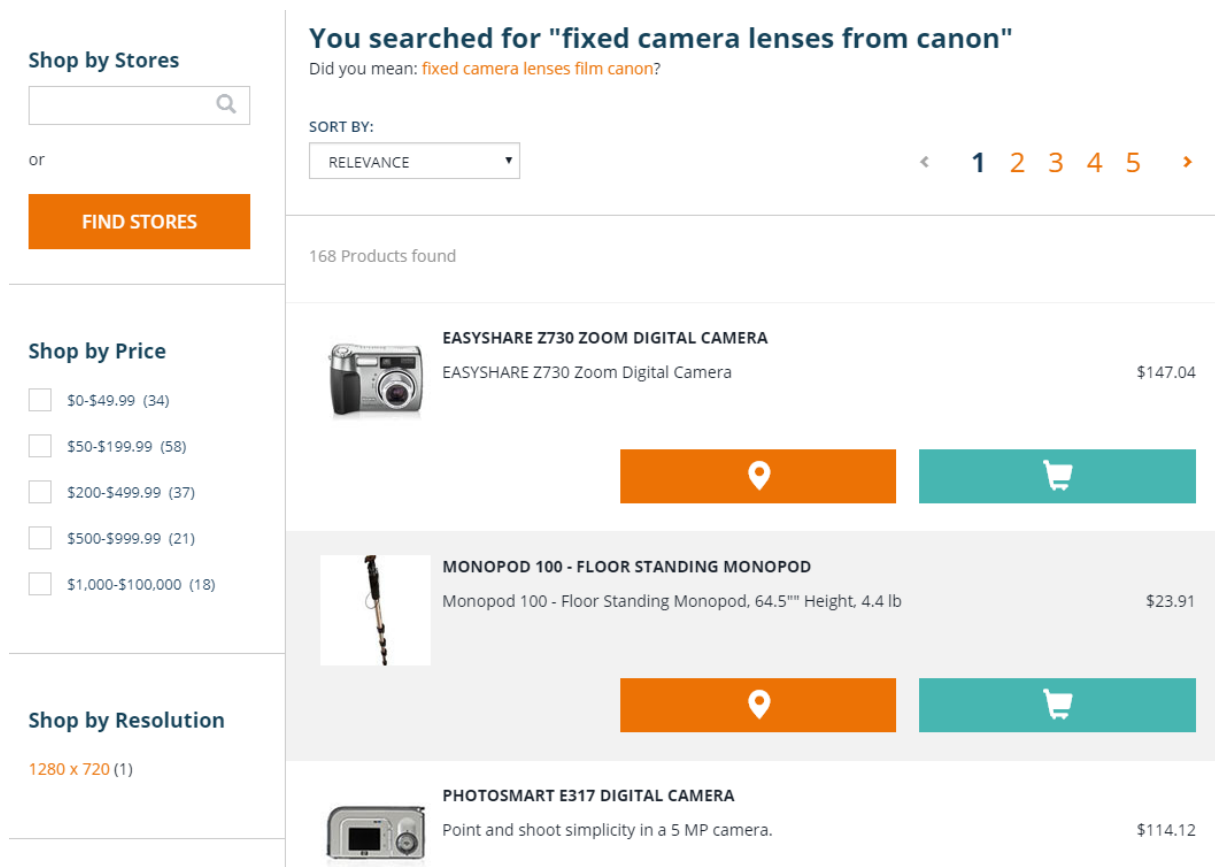 Shop by Stores
or
FIND STORES
Shop by Price
$0-$49.99 (34)
$50-$199.99 (58)
$200-$499.99 (37)
$500-$999.99 (21)
$1,000-$100,000 (18)
Shop by Resolution
1280 x 720 (1)
You searched for "fixed camera lenses from canon"
Did you mean: fixed camera lenses film canon?
SORT BY:
RELEVANCE
1 2 3 4 5
168 Products found
EASYSHARE Z730 ZOOM DIGITAL CAMERA
EASYSHARE Z730 Zoom Digital Camera $147.04
MONOPOD 100 - FLOOR STANDING MONOPOD
Monopod 100 - Floor Standing Monopod, 64.5"" Height, 4.4 lb $23.91
PHOTOSMART E317 DIGITAL CAMERA
Point and shoot simplicity in a 5 MP camera. $114.12